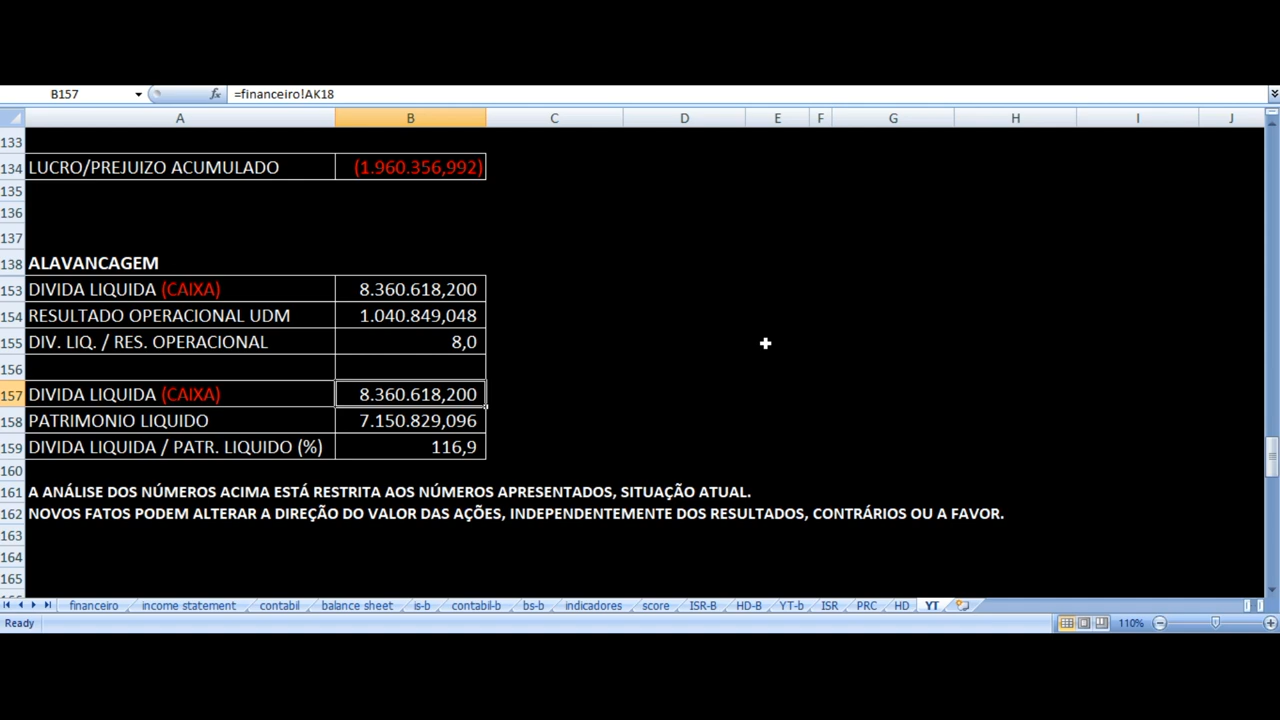 B157 =financeiro!AK18
A B C D E F G H I J
133
134 LUCRO/PREJUIZO ACUMULADO (1.960.356,992)
135
136
137
138 ALAVANCAGEM
153 DIVIDA LIQUIDA (CAIXA) 8.360.618,200
154 RESULTADO OPERACIONAL UDM 1.040.849,048
155 DIV. LIQ. / RES. OPERACIONAL 8,0
156
157 DIVIDA LIQUIDA (CAIXA) 8.360.618,200
158 PATRIMONIO LIQUIDO 7.150.829,096
159 DIVIDA LIQUIDA / PATR. LIQUIDO (%) 116,9
160
161 A ANÁLISE DOS NÚMEROS ACIMA ESTÁ RESTRITA AOS NÚMEROS APRESENTADOS, SITUAÇÃO ATUAL.
162 NOVOS FATOS PODEM ALTERAR A DIREÇÃO DO VALOR DAS AÇÕES, INDEPENDENTEMENTE DOS RESULTADOS, CONTRÁRIOS OU A FAVOR.
163
164
165
financeiro income statement contabil balance sheet is-b contabil-b bs-b indicadores score ISR-B HD-B YT-b ISR PRC HD YT
Ready 110%